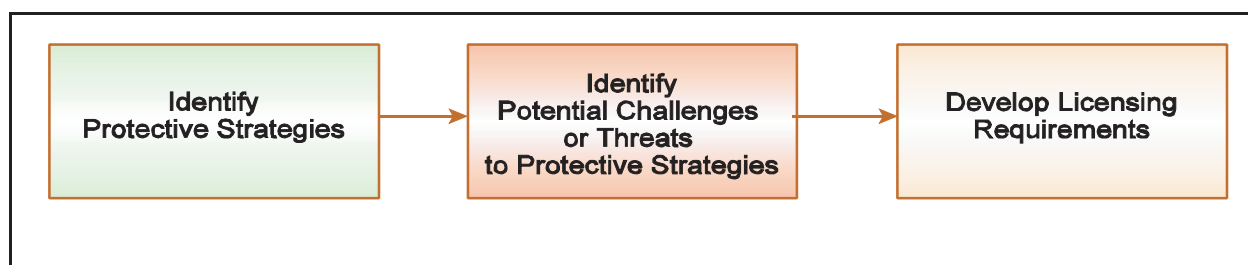 Identify
Protective Strategies
Identify
Potential Challenges
or Threats
to Protective Strategies
Develop Licensing
Requirements